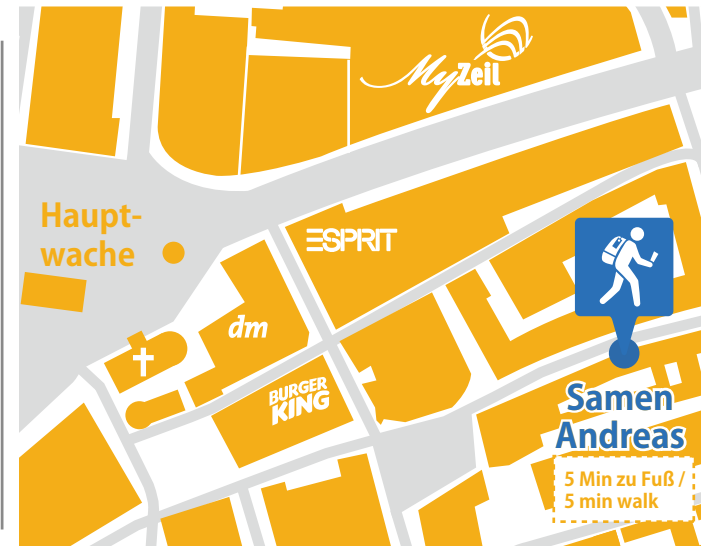 MyZeil
Haupt-
wache
ESPRIT
dm
BURGER
KING
Samen
Andreas
5 Min zu Fuß /
5 min walk